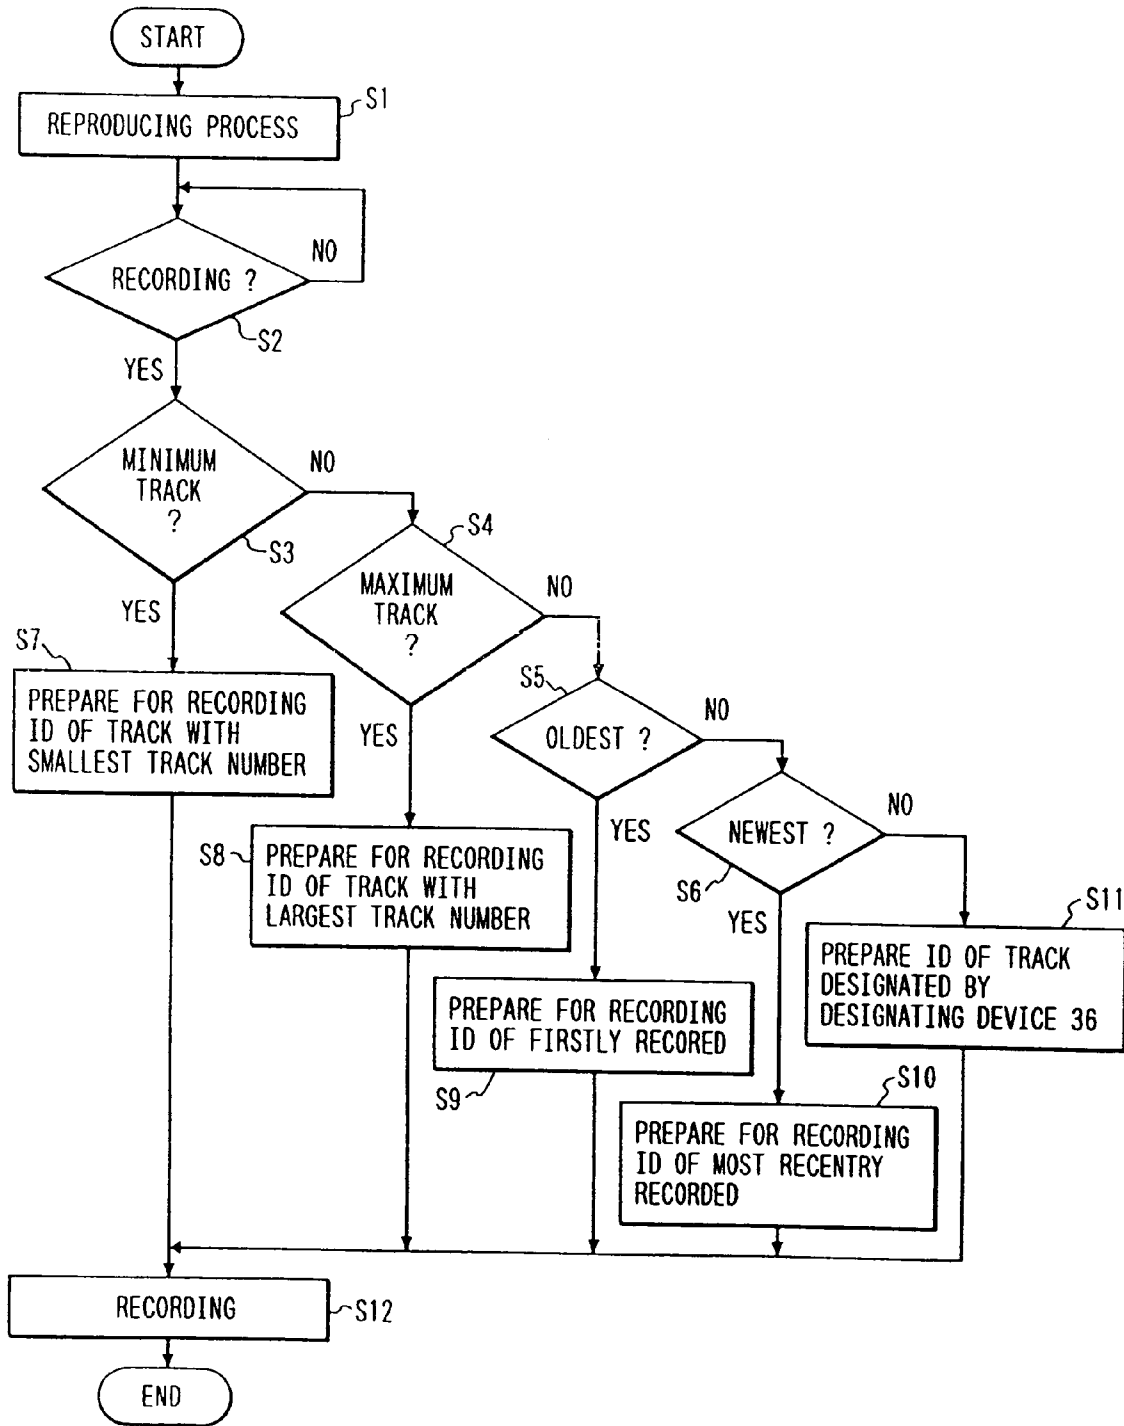 START
S1
REPRODUCING PROCESS
NO
RECORDING ?
S2
YES
MINIMUM
TRACK
?
NO
S3
S4
MAXIMUM
TRACK
?
NO
YES
S7
PREPARE FOR RECORDING
ID OF TRACK WITH
SMALLEST TRACK NUMBER
S5
OLDEST ?
NO
YES
S8
PREPARE FOR RECORDING
ID OF TRACK WITH
LARGEST TRACK NUMBER
YES
NEWEST ?
NO
S6
YES
S11
PREPARE ID OF TRACK
DESIGNATED BY
DESIGNATING DEVICE 36
PREPARE FOR RECORDING
ID OF FIRSTLY RECORED
S9
S10
PREPARE FOR RECORDING
ID OF MOST RECENTRY
RECORDED
RECORDING
S12
END